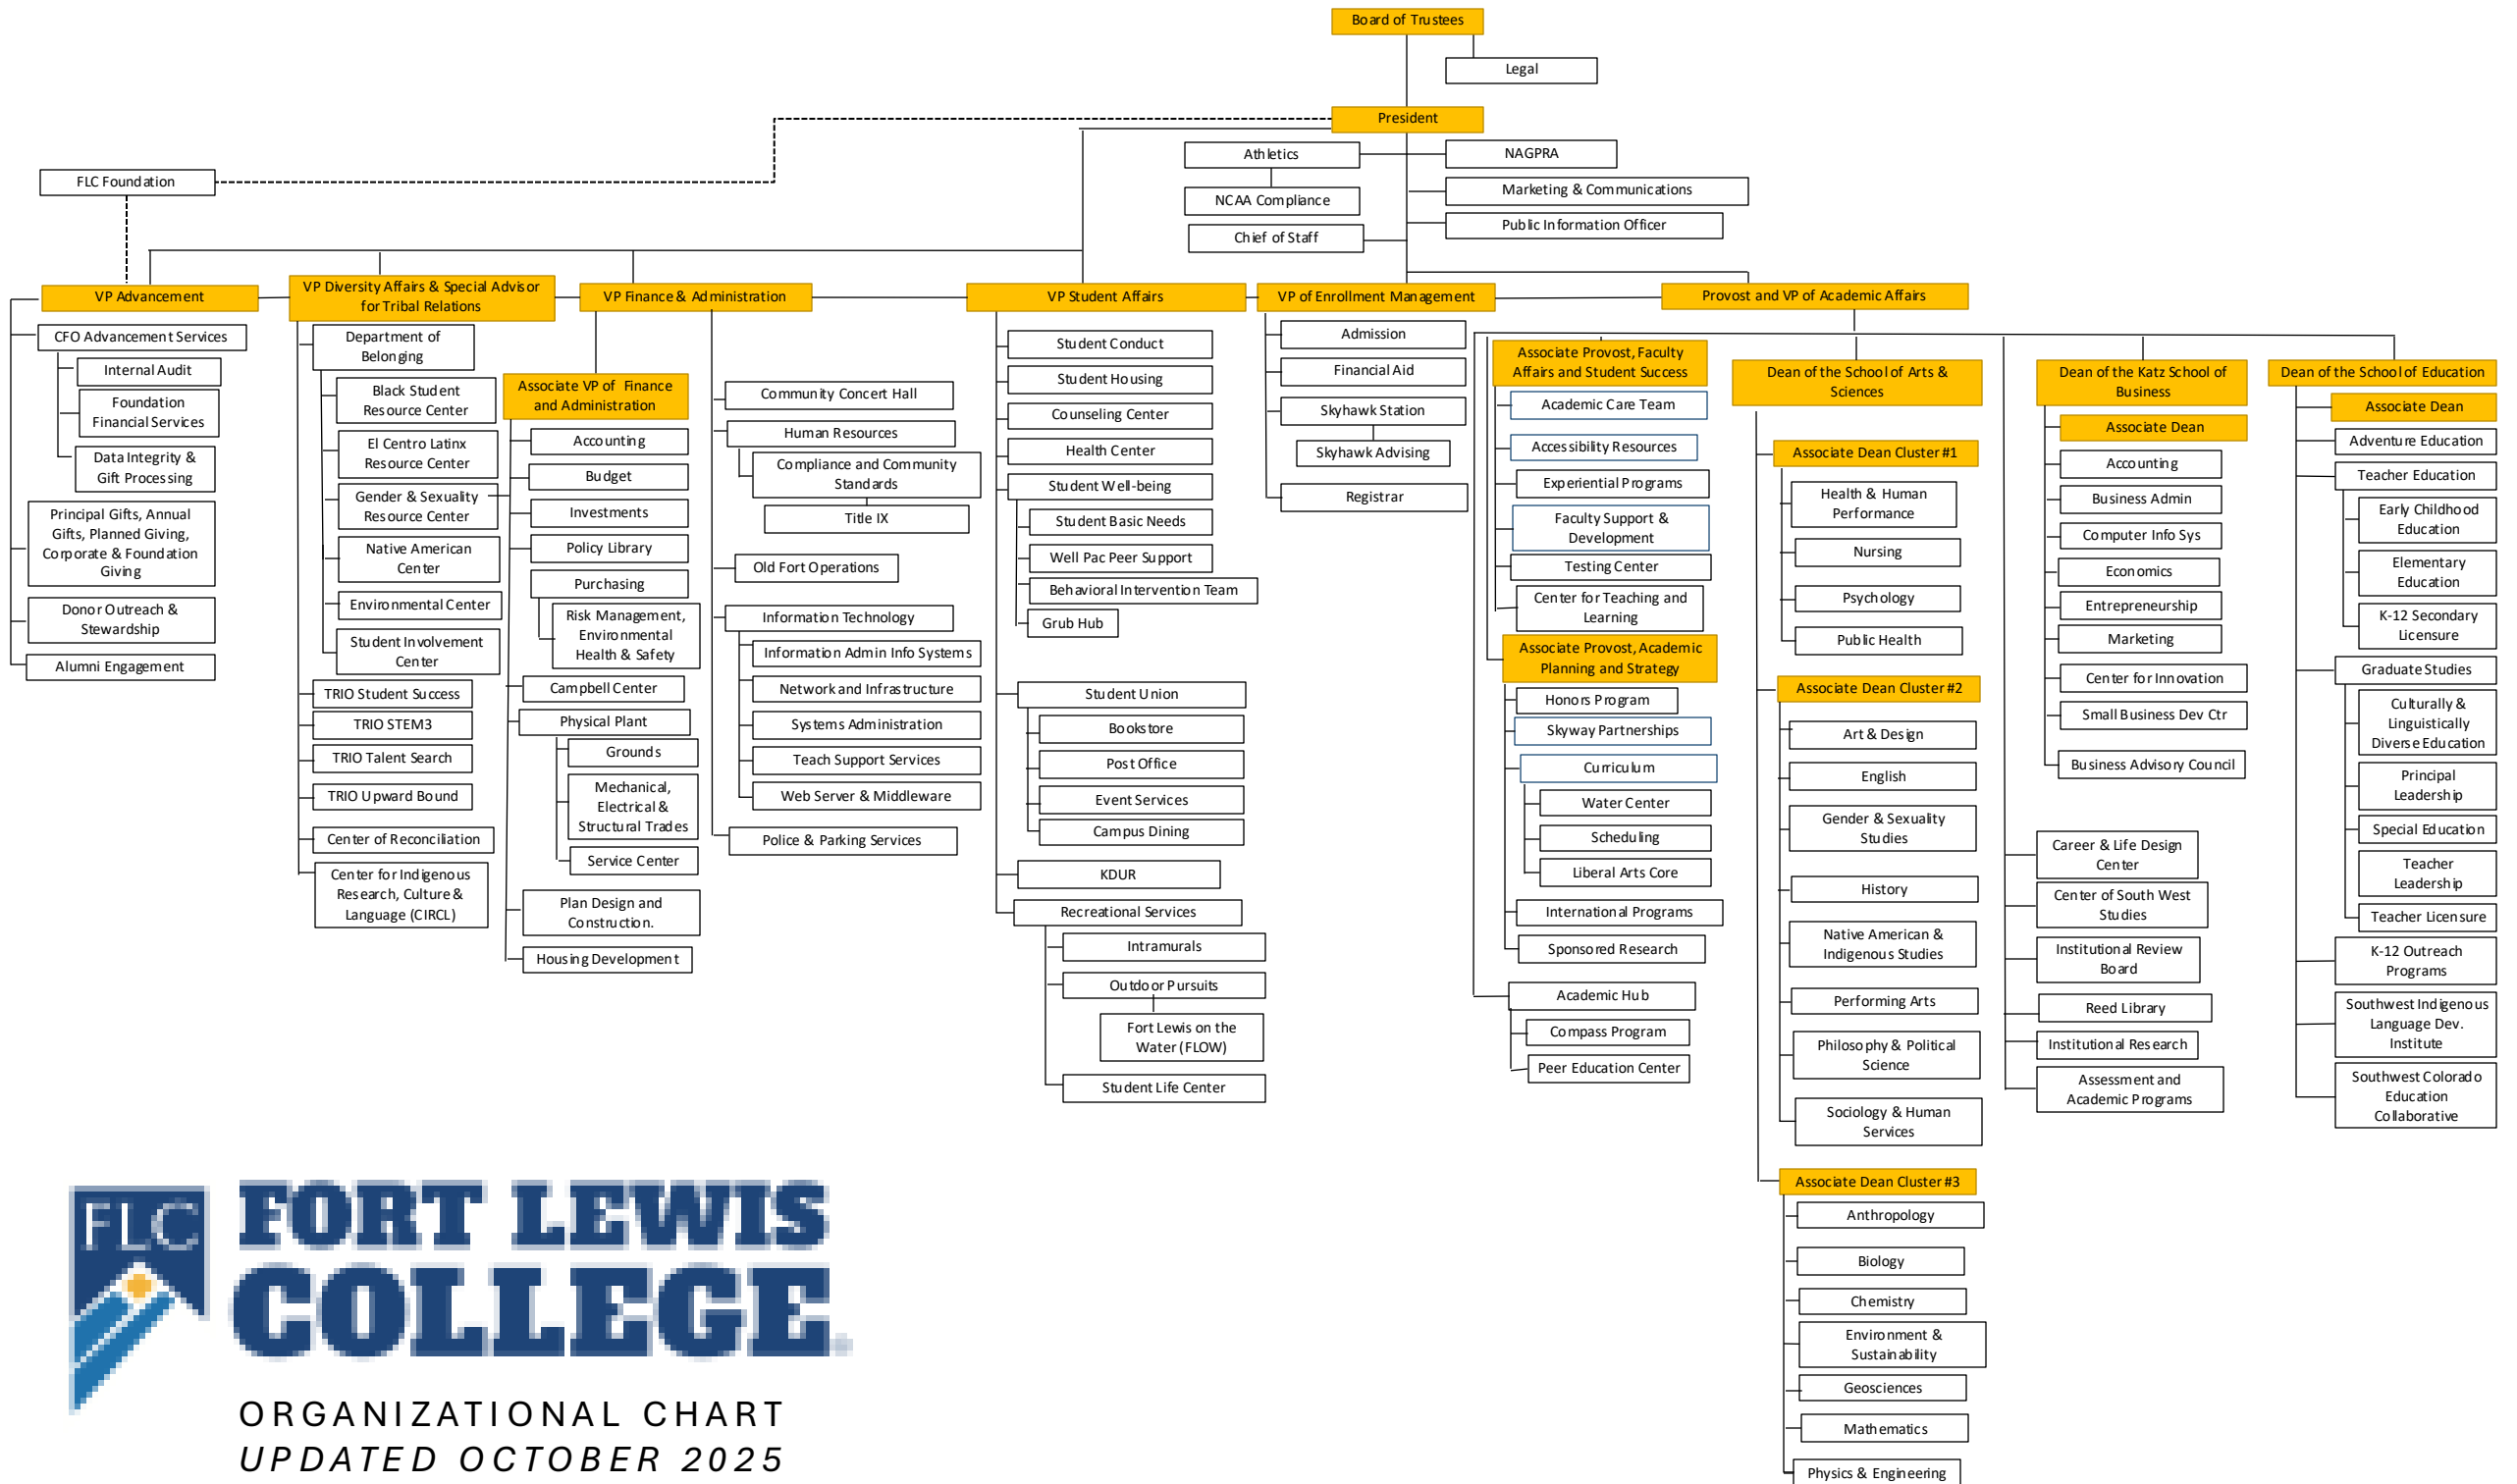 Board of Trustees
Legal
President
Athletics
NAGPRA
FLC Foundation
Marketing & Communications
NCAA Compliance
Public Information Officer
Chief of Staff
VP Advancement
VP Diversity Affairs & Special Advisor
for Tribal Relations
VP Finance & Administration
VP Student Affairs
VP of Enrollment Management
Provost and VP of Academic Affairs
CFO Advancement Services
Internal Audit
Foundation
Financial Services
Data Integrity &
Gift Processing
Principal Gifts, Annual
Gifts, Planned Giving,
Corporate & Foundation
Giving
Donor Outreach &
Stewardship
Alumni Engagement
Department of
Belonging
Black Student
Resource Center
El Centro Latinx
Resource Center
Gender & Sexuality
Resource Center
Native American
Center
Environmental Center
Student Involvement
Center
TRIO Student Success
TRIO STEM3
TRIO Talent Search
TRIO Upward Bound
Center of Reconciliation
Center for Indigenous
Research, Culture &
Language (CIRCL)
Associate VP of Finance
and Administration
Accounting
Budget
Investments
Policy Library
Purchasing
Risk Management,
Environmental
Health & Safety
Campbell Center
Physical Plant
Grounds
Mechanical,
Electrical &
Structural Trades
Service Center
Plan Design and
Construction.
Housing Development
Community Concert Hall
Human Resources
Compliance and Community
Standards
Title IX
Old Fort Operations
Information Technology
Information Admin Info Systems
Network and Infrastructure
Systems Administration
Teach Support Services
Web Server & Middleware
Police & Parking Services
Student Conduct
Student Housing
Counseling Center
Health Center
Student Well-being
Student Basic Needs
Well Pac Peer Support
Behavioral Intervention Team
Grub Hub
Student Union
Bookstore
Post Office
Event Services
Campus Dining
KDUR
Recreational Services
Intramurals
Outdoor Pursuits
Fort Lewis on the
Water (FLOW)
Student Life Center
Admission
Financial Aid
Skyhawk Station
Skyhawk Advising
Registrar
Associate Provost, Faculty
Affairs and Student Success
Academic Care Team
Accessibility Resources
Experiential Programs
Faculty Support &
Development
Testing Center
Center for Teaching and
Learning
Associate Provost, Academic
Planning and Strategy
Honors Program
Skyway Partnerships
Curriculum
Water Center
Scheduling
Liberal Arts Core
International Programs
Sponsored Research
Academic Hub
Compass Program
Peer Education Center
Dean of the School of Arts &
Sciences
Associate Dean Cluster #1
Health & Human
Performance
Nursing
Psychology
Public Health
Associate Dean Cluster #2
Art & Design
English
Gender & Sexuality
Studies
History
Native American &
Indigenous Studies
Performing Arts
Philosophy & Political
Science
Sociology & Human
Services
Associate Dean Cluster #3
Anthropology
Biology
Chemistry
Environment &
Sustainability
Geosciences
Mathematics
Physics & Engineering
Dean of the Katz School of
Business
Associate Dean
Accounting
Business Admin
Computer Info Sys
Economics
Entrepreneurship
Marketing
Center for Innovation
Small Business Dev Ctr
Business Advisory Council
Career & Life Design
Center
Center of South West
Studies
Institutional Review
Board
Reed Library
Institutional Research
Assessment and
Academic Programs
Dean of the School of Education
Associate Dean
Adventure Education
Teacher Education
Early Childhood
Education
Elementary
Education
K-12 Secondary
Licensure
Graduate Studies
Culturally &
Linguistically
Diverse Education
Principal
Leadership
Special Education
Teacher
Leadership
Teacher Licensure
K-12 Outreach
Programs
Southwest Indigenous
Language Dev.
Institute
Southwest Colorado
Education
Collaborative
FLC
FORT LEWIS
COLLEGE
ORGANIZATIONAL CHART
UPDATED OCTOBER 2025